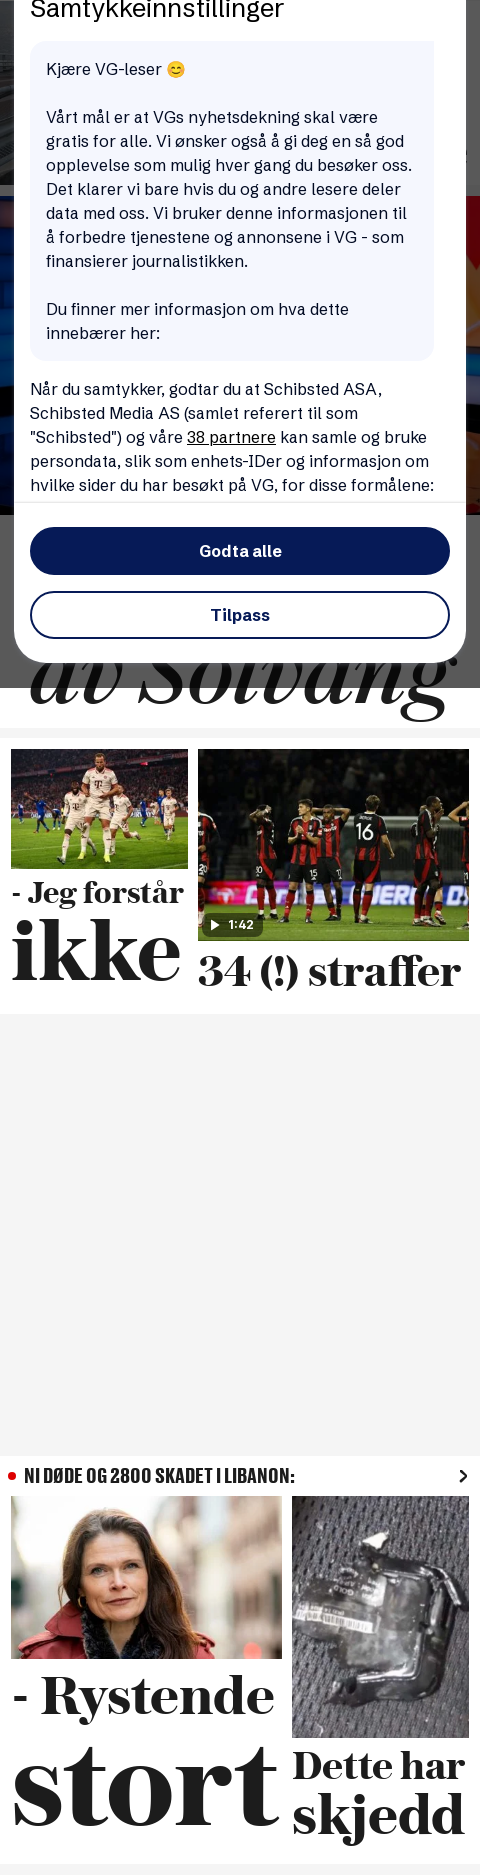 Samtykkeinnstillinger
Kjære VG-leser 😊
Vårt mål er at VGs nyhetsdekning skal være
gratis for alle. Vi ønsker også å gi deg en så god
opplevelse som mulig hver gang du besøker oss.
Det klarer vi bare hvis du og andre lesere deler
data med oss. Vi bruker denne informasjonen til
å forbedre tjenestene og annonsene i VG - som
finansierer journalistikken.
Du finner mer informasjon om hva dette
innebærer her:
Når du samtykker, godtar du at Schibsted ASA,
Schibsted Media AS (samlet referert til som
"Schibsted") og våre 38 partnere kan samle og bruke
persondata, slik som enhets-IDer og informasjon om
hvilke sider du har besøkt på VG, for disse formålene:
Godta alle
Tilpass
av Solvang
- Jeg forstår
ikke
16
15
1:42
34 (!) straffer
NI DØDE OG 2800 SKADET I LIBANON:
- Rystende
stort
Dette har
skjedd